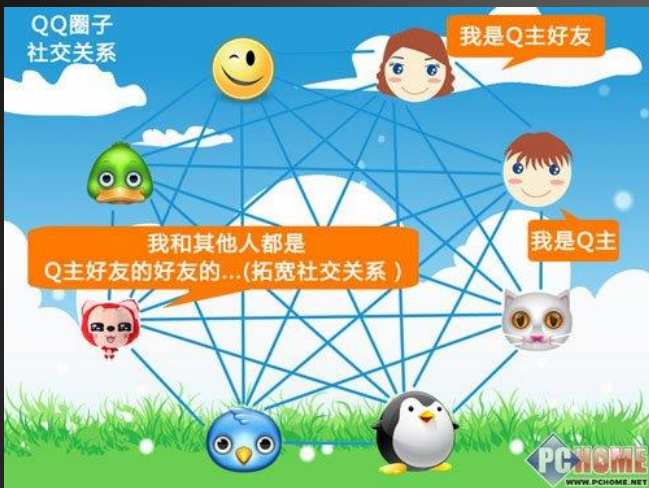 QQ圈子
社交关系
我是Q主好友
我是Q主
我和其他人都是
Q主好友的好友的...(拓宽社交关系)
PCHOME
WWW.PCHOME.NET